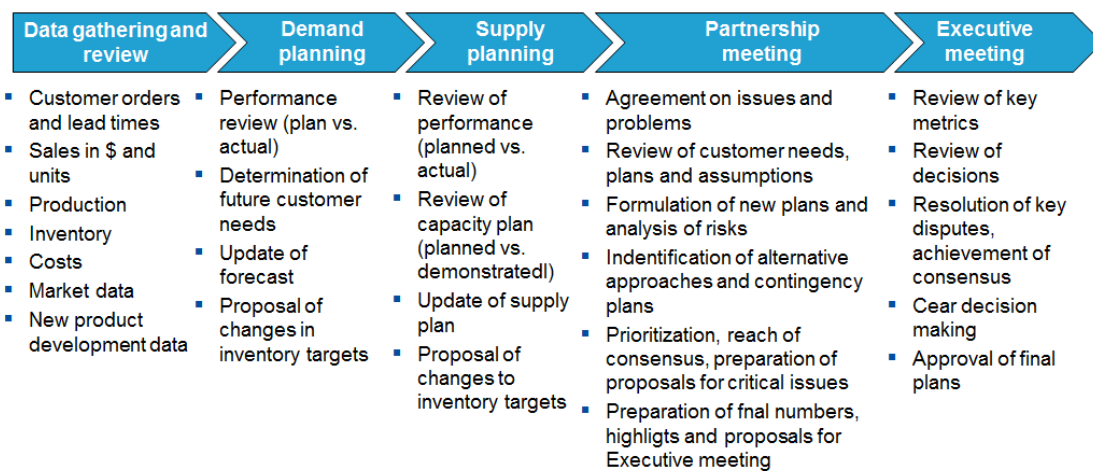 Data gathering and
review
Demand
planning
Supply
planning
Partnership
meeting
Executive
meeting
Customer orders
and lead times
Sales in $ and
units
Production
Inventory
Costs
Market data
New product
development data
Performance
review (plan vs.
actual)
Determination of
future customer
needs
Update of
forecast
Proposal of
changes in
inventory targets
Review of
performance
(planned vs.
actual)
Review of
capacity plan
(planned vs.
demonstratedl)
Update of supply
plan
Proposal of
changes to
inventory targets
Agreement on issues and
problems
Review of customer needs,
plans and assumptions
Formulation of new plans and
analysis of risks
Indentification of alternative
approaches and contingency
plans
Prioritization, reach of
consensus, preparation of
proposals for critical issues
Preparation of fnal numbers,
highligts and proposals for
Executive meeting
Review of key
metrics
Review of
decisions
Resolution of key
disputes,
achievement of
consensus
Cear decision
making
Approval of final
plans